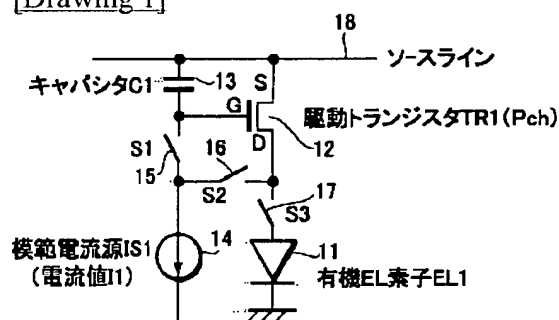 [Drawing 1]
18
ソースライン
キャパシタC1
13
S
G
D
駆動トランジスタTR1(Pch)
12
S1
15
16
S2
17
S3
模範電流源IS1
(電流値I1)
14
11
有機EL素子EL1